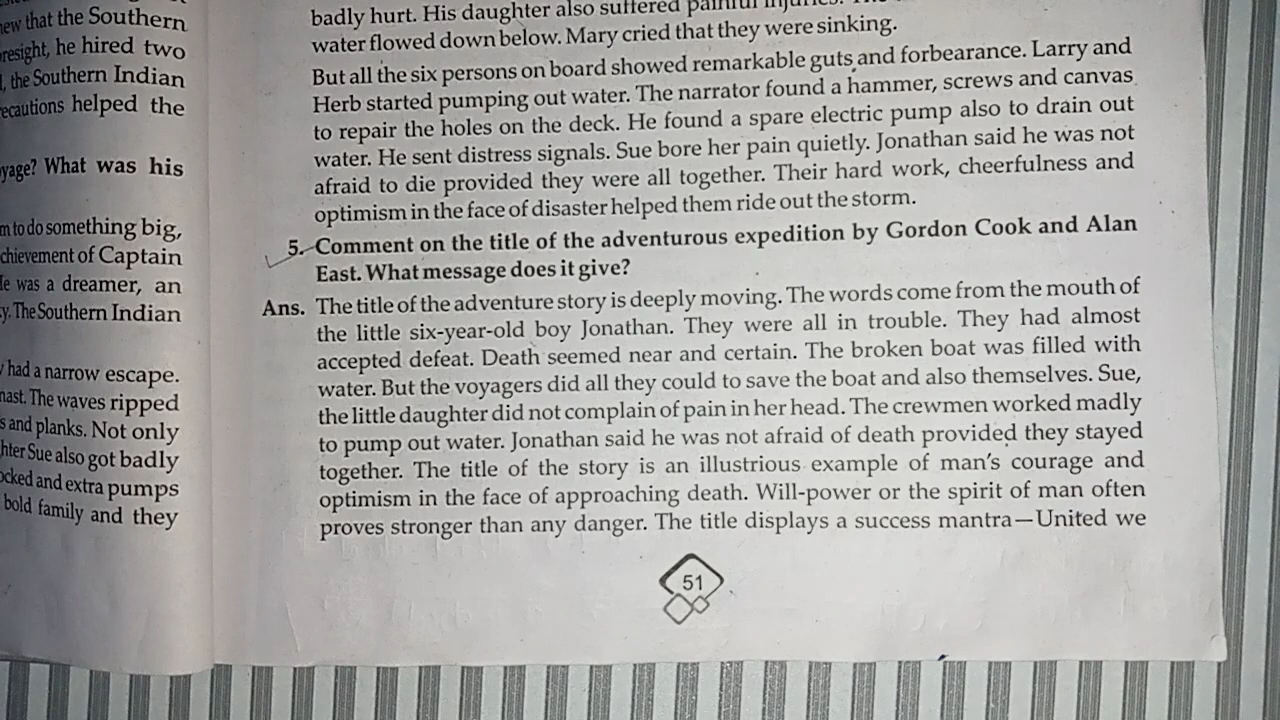 that the Southern
he hired two
the Southern Indian
helped the
What was his
to do something big,
of Captain
was a dreamer, an
The Southern Indian
had a narrow escape.
The waves ripped
and planks. Not only
Sue also got badly
and extra pumps
bold family and they
badly hurt. His daughter also suffered painful
water flowed down below. Mary cried that they were sinking.
But all the six persons on board showed remarkable guts and forbearance. Larry and
Herb started pumping out water. The narrator found a hammer, screws and canvas
to repair the holes on the deck. He found a spare electric pump also to drain out
water. He sent distress signals. Sue bore her pain quietly. Jonathan said he was not
afraid to die provided they were all together. Their hard work, cheerfulness and
optimism in the face of disaster helped them ride out the storm.
5. Comment on the title of the adventurous expedition by Gordon Cook and Alan
East. What message does it give?
Ans. The title of the adventure story is deeply moving. The words come from the mouth of
the little six-year-old boy Jonathan. They were all in trouble. They had almost
accepted defeat. Death seemed near and certain. The broken boat was filled with
water. But the voyagers did all they could to save the boat and also themselves. Sue,
the little daughter did not complain of pain in her head. The crewmen worked madly
to pump out water. Jonathan said he was not afraid of death provided they stayed
together. The title of the story is an illustrious example of man's courage and
optimism in the face of approaching death. Will-power or the spirit of man often
proves stronger than any danger. The title displays a success mantra—United we
51